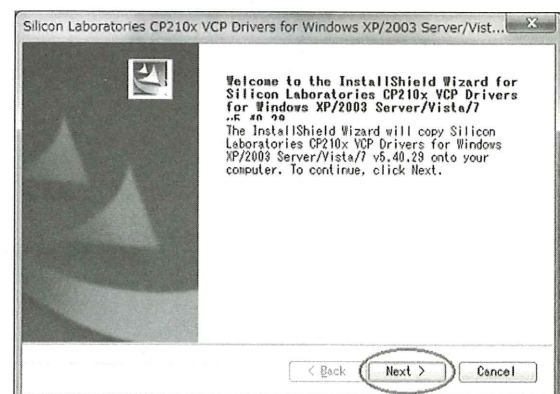 Silicon Laboratories CP210x VCP Drivers for Windows XP/2003 Server/Vist...
Welcome to the InstallShield Wizard for
Silicon Laboratories CP210x VCP Drivers
for Windows XP/2003 Server/Vista/7
v5.40.29
The InstallShield Wizard will copy Silicon
Laboratories CP210x VCP Drivers for Windows
XP/2003 Server/Vista/7 v5.40.29 onto your
computer. To continue, click Next.
< Back
Next >
Cancel